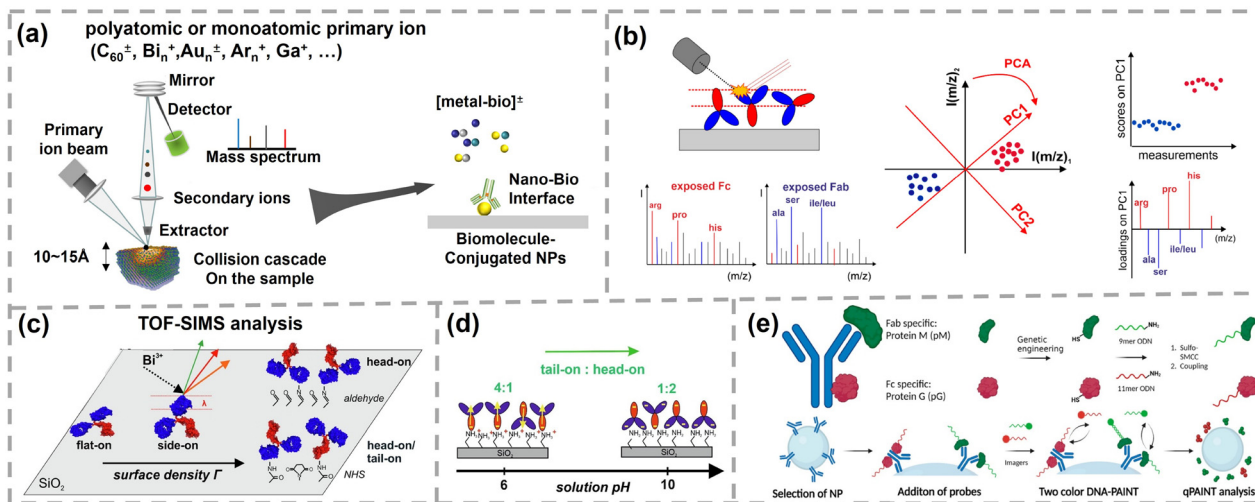 (a)
polyatomic or monoatomic primary ion
(C₆₀±, Biₙ⁺,Auₙ±, Arₙ⁺, Ga⁺, ...)
Mirror
Detector
Primary
ion beam
Mass spectrum
Secondary ions
Extractor
10~15Å
Collision cascade
On the sample
[metal-bio]±
Nano-Bio
Interface
Biomolecule-
Conjugated NPs
(b)
I
exposed Fc
arg
pro
his
(m/z)
I
exposed Fab
ala
ser
ile/leu
(m/z)
I(m/z)₂
PCA
PC1
I(m/z)₁
PC2
scores on PC1
measurements
loadings on PC1
arg
pro
his
(m/z)
ala
ser
ile/leu
(c)
TOF-SIMS analysis
Bi³⁺
λ
head-on
aldehyde
flat-on
side-on
head-on/
tail-on
surface density Γ
NHS
SiO₂
(d)
tail-on : head-on
4:1
1:2
SiO₂
SiO₂
6
solution pH
10
(e)
Fab specific:
Protein M (pM)
Fc specific:
Protein G (pG)
Genetic
engineering
HS
HS
NH₂
9mer ODN
NH₂
11mer ODN
1. Sulfo-
SMCC
2. Coupling
Imagers
Selection of NP
Additon of probes
Two color DNA-PAINT
qPAINT analysis